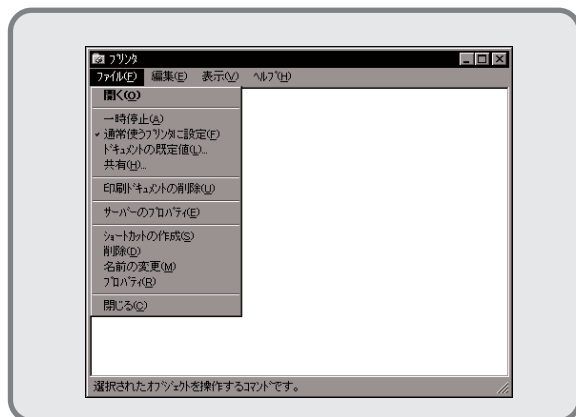 プリンタ
ファイル(F) 編集(E) 表示(V) ヘルプ(H)
開く(O)
一時停止(A)
通常使うプリンタに設定(F)
ドキュメントの既定値(L)...
共有(H)...
印刷ドキュメントの削除(U)
サーバーのプロパティ(E)
ショートカットの作成(S)
削除(D)
名前の変更(M)
プロパティ(R)
閉じる(C)
選択されたオブジェクトを操作するコマンドです。